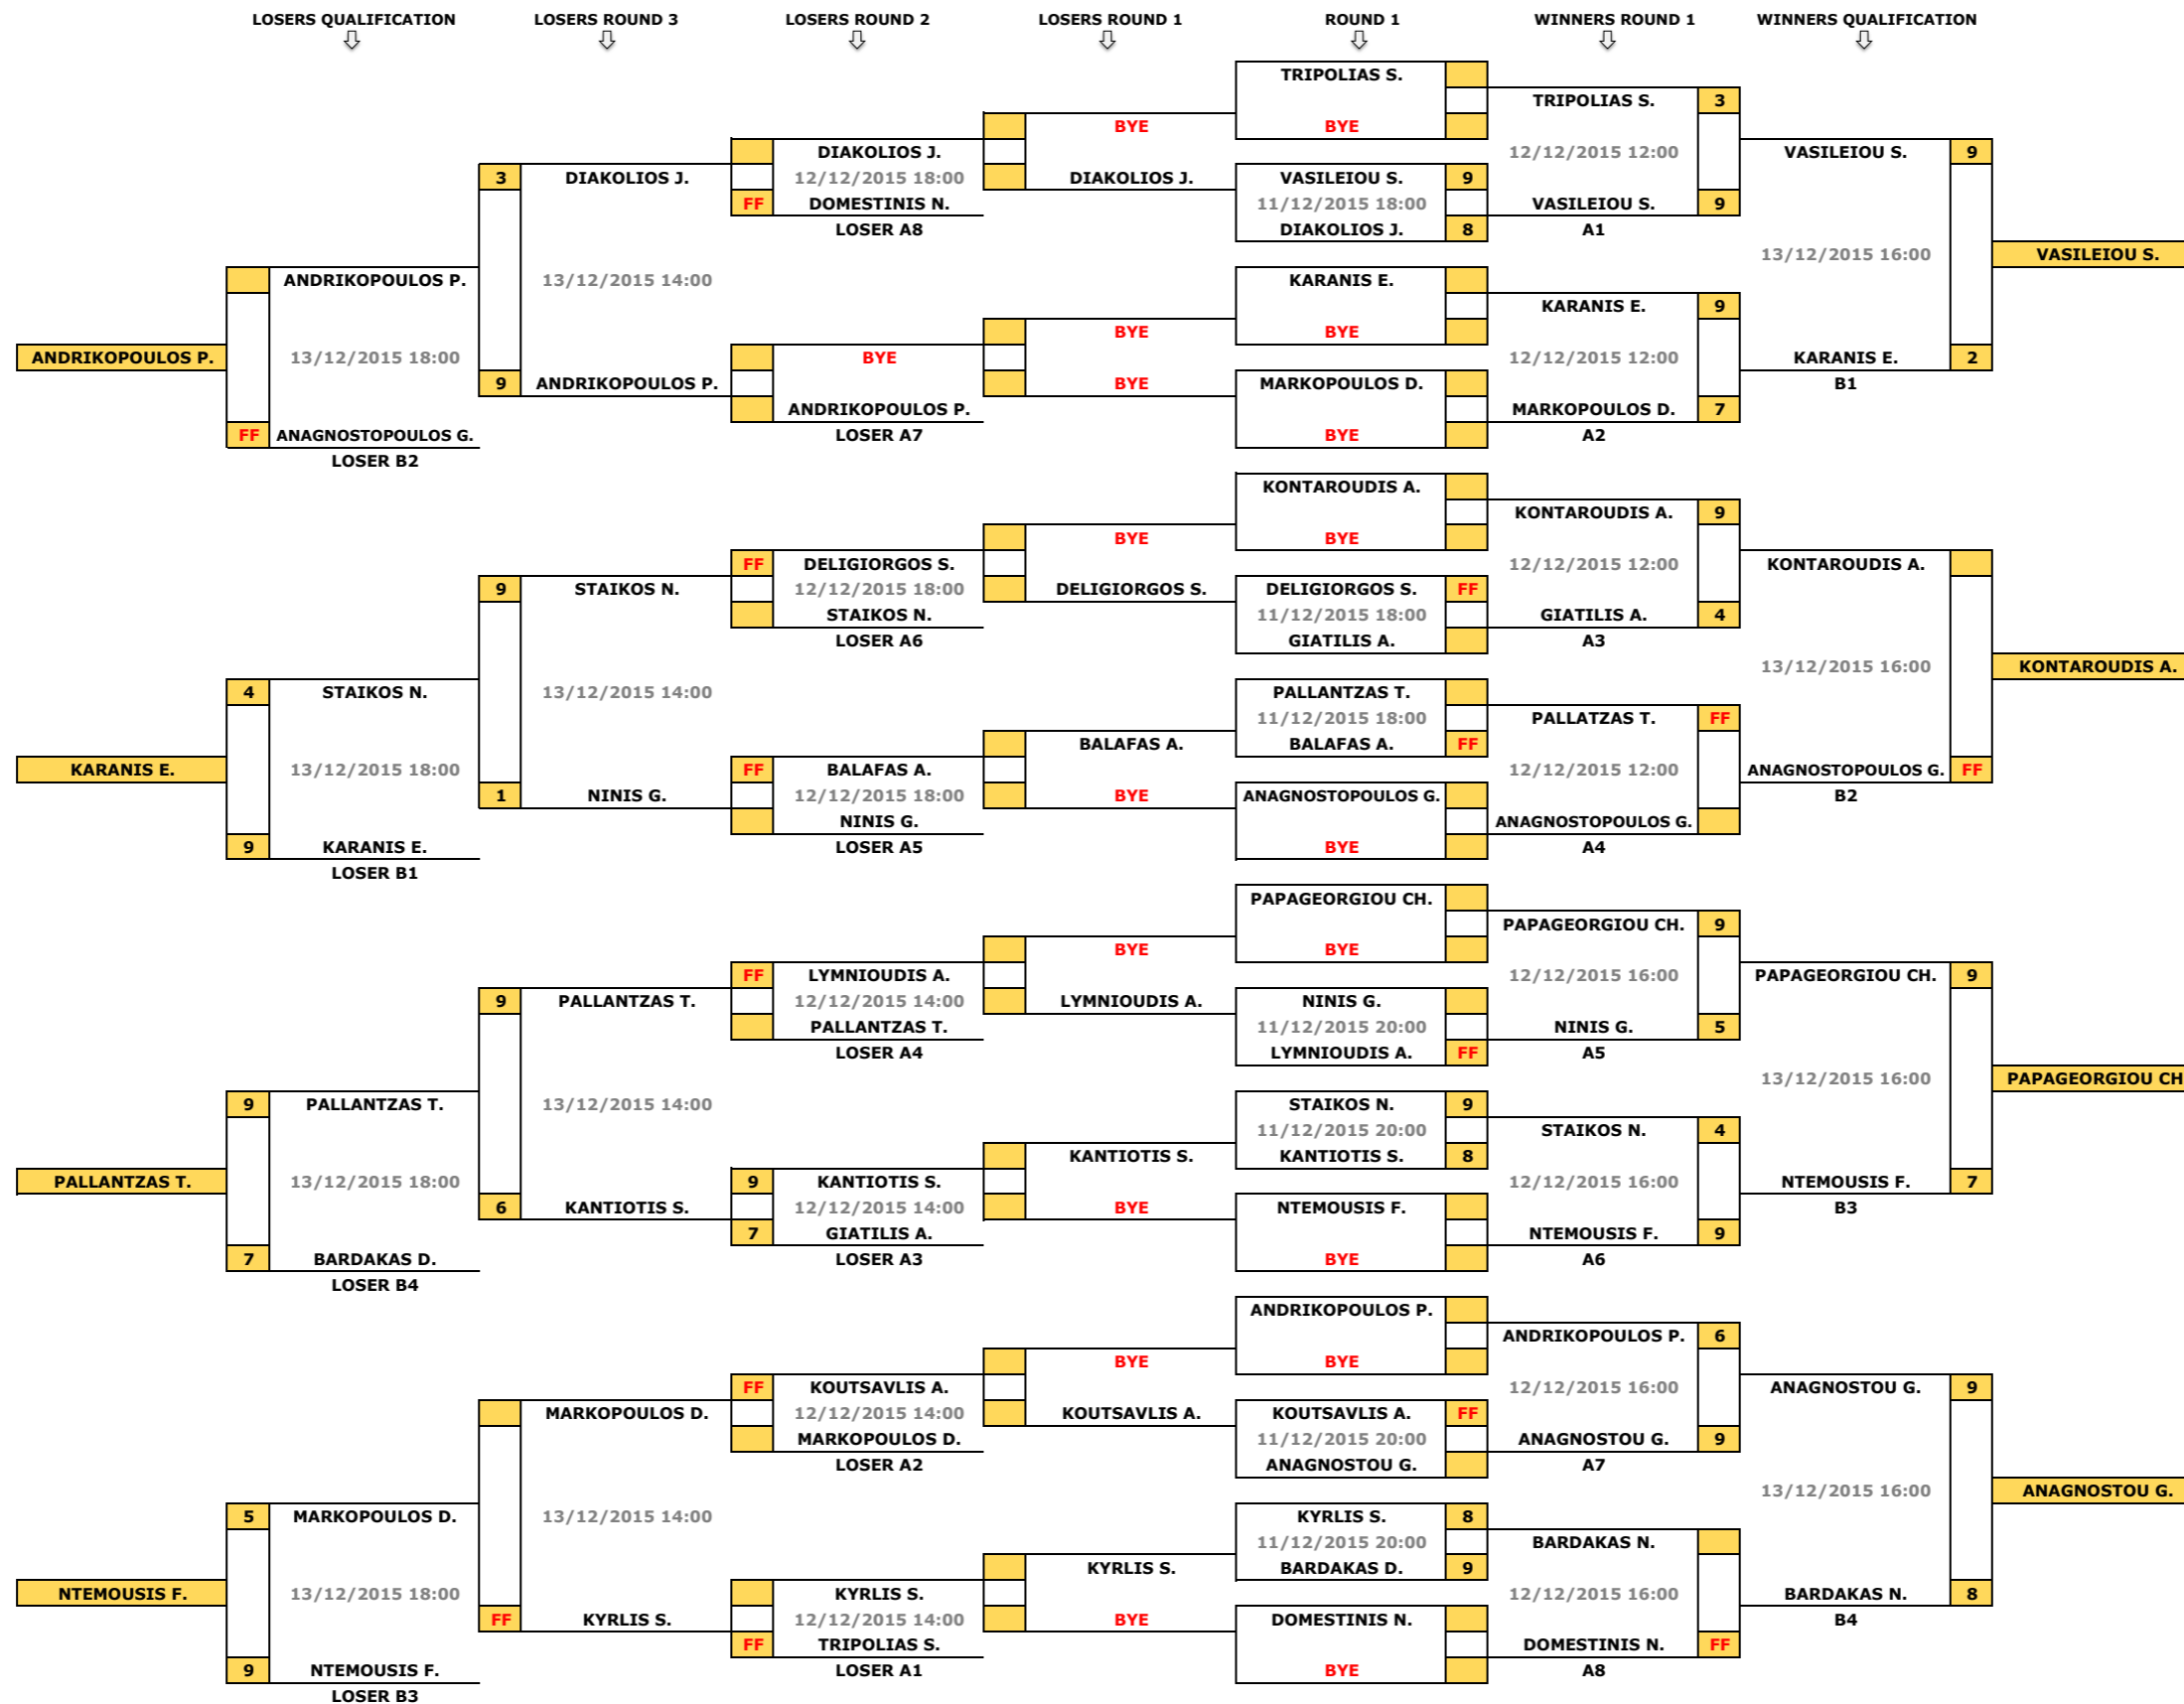 LOSERS QUALIFICATION LOSERS ROUND 3 LOSERS ROUND 2 LOSERS ROUND 1 ROUND 1 WINNERS ROUND 1 WINNERS QUALIFICATION
TRIPOLIAS S.
TRIPOLIAS S. 3
BYE BYE
DIAKOLIOS J. 12/12/2015 12:00 VASILEIOU S. 9
3 DIAKOLIOS J. 12/12/2015 18:00 DIAKOLIOS J. VASILEIOU S. 9
FF DOMESTINIS N. 11/12/2015 18:00 VASILEIOU S. 9
LOSER A8 DIAKOLIOS J. 8 A1
13/12/2015 16:00 VASILEIOU S.
ANDRIKOPOULOS P. 13/12/2015 14:00 KARANIS E.
KARANIS E. 9
BYE BYE
ANDRIKOPOULOS P. 13/12/2015 18:00 BYE 12/12/2015 12:00 KARANIS E. 2
9 ANDRIKOPOULOS P. BYE MARKOPOULOS D. B1
ANDRIKOPOULOS P. MARKOPOULOS D. 7
FF ANAGNOSTOPOULOS G. LOSER A7 BYE A2
LOSER B2
KONTAROUDIS A.
KONTAROUDIS A. 9
BYE BYE
FF DELIGIORGOS S. 12/12/2015 12:00 KONTAROUDIS A.
9 STAIKOS N. 12/12/2015 18:00 DELIGIORGOS S. DELIGIORGOS S. FF
STAIKOS N. 11/12/2015 18:00 GIATILIS A. 4
LOSER A6 GIATILIS A. A3
13/12/2015 16:00 KONTAROUDIS A.
4 STAIKOS N. 13/12/2015 14:00 PALLANTZAS T.
11/12/2015 18:00 PALLATZAS T. FF
BALAFAS A. BALAFAS A. FF
KARANIS E. 13/12/2015 18:00 FF BALAFAS A. 12/12/2015 12:00 ANAGNOSTOPOULOS G. FF
1 NINIS G. 12/12/2015 18:00 BYE ANAGNOSTOPOULOS G. B2
NINIS G. ANAGNOSTOPOULOS G.
9 KARANIS E. LOSER A5 BYE A4
LOSER B1
PAPAGEORGIOU CH.
PAPAGEORGIOU CH. 9
BYE BYE
FF LYMNIOUDIS A. 12/12/2015 16:00 PAPAGEORGIOU CH. 9
9 PALLANTZAS T. 12/12/2015 14:00 LYMNIOUDIS A. NINIS G.
PALLANTZAS T. 11/12/2015 20:00 NINIS G. 5
LOSER A4 LYMNIOUDIS A. FF A5
13/12/2015 16:00 PAPAGEORGIOU CH
9 PALLANTZAS T. 13/12/2015 14:00 STAIKOS N. 9
11/12/2015 20:00 STAIKOS N. 4
KANTIOTIS S. KANTIOTIS S. 8
PALLANTZAS T. 13/12/2015 18:00 9 KANTIOTIS S. 12/12/2015 16:00 NTEMOUSIS F. 7
6 KANTIOTIS S. 12/12/2015 14:00 BYE NTEMOUSIS F. B3
7 GIATILIS A. NTEMOUSIS F. 9
7 BARDAKAS D. LOSER A3 BYE A6
LOSER B4
ANDRIKOPOULOS P.
ANDRIKOPOULOS P. 6
BYE BYE
FF KOUTSAVLIS A. 12/12/2015 16:00 ANAGNOSTOU G. 9
MARKOPOULOS D. 12/12/2015 14:00 KOUTSAVLIS A. KOUTSAVLIS A. FF
MARKOPOULOS D. 11/12/2015 20:00 ANAGNOSTOU G. 9
LOSER A2 ANAGNOSTOU G. A7
13/12/2015 16:00 ANAGNOSTOU G.
5 MARKOPOULOS D. 13/12/2015 14:00 KYRLIS S. 8
11/12/2015 20:00 BARDAKAS N.
KYRLIS S. BARDAKAS D. 9
NTEMOUSIS F. 13/12/2015 18:00 KYRLIS S. 12/12/2015 16:00 BARDAKAS N. 8
FF KYRLIS S. 12/12/2015 14:00 BYE DOMESTINIS N. B4
FF TRIPOLIAS S. DOMESTINIS N. FF
9 NTEMOUSIS F. LOSER A1 BYE A8
LOSER B3